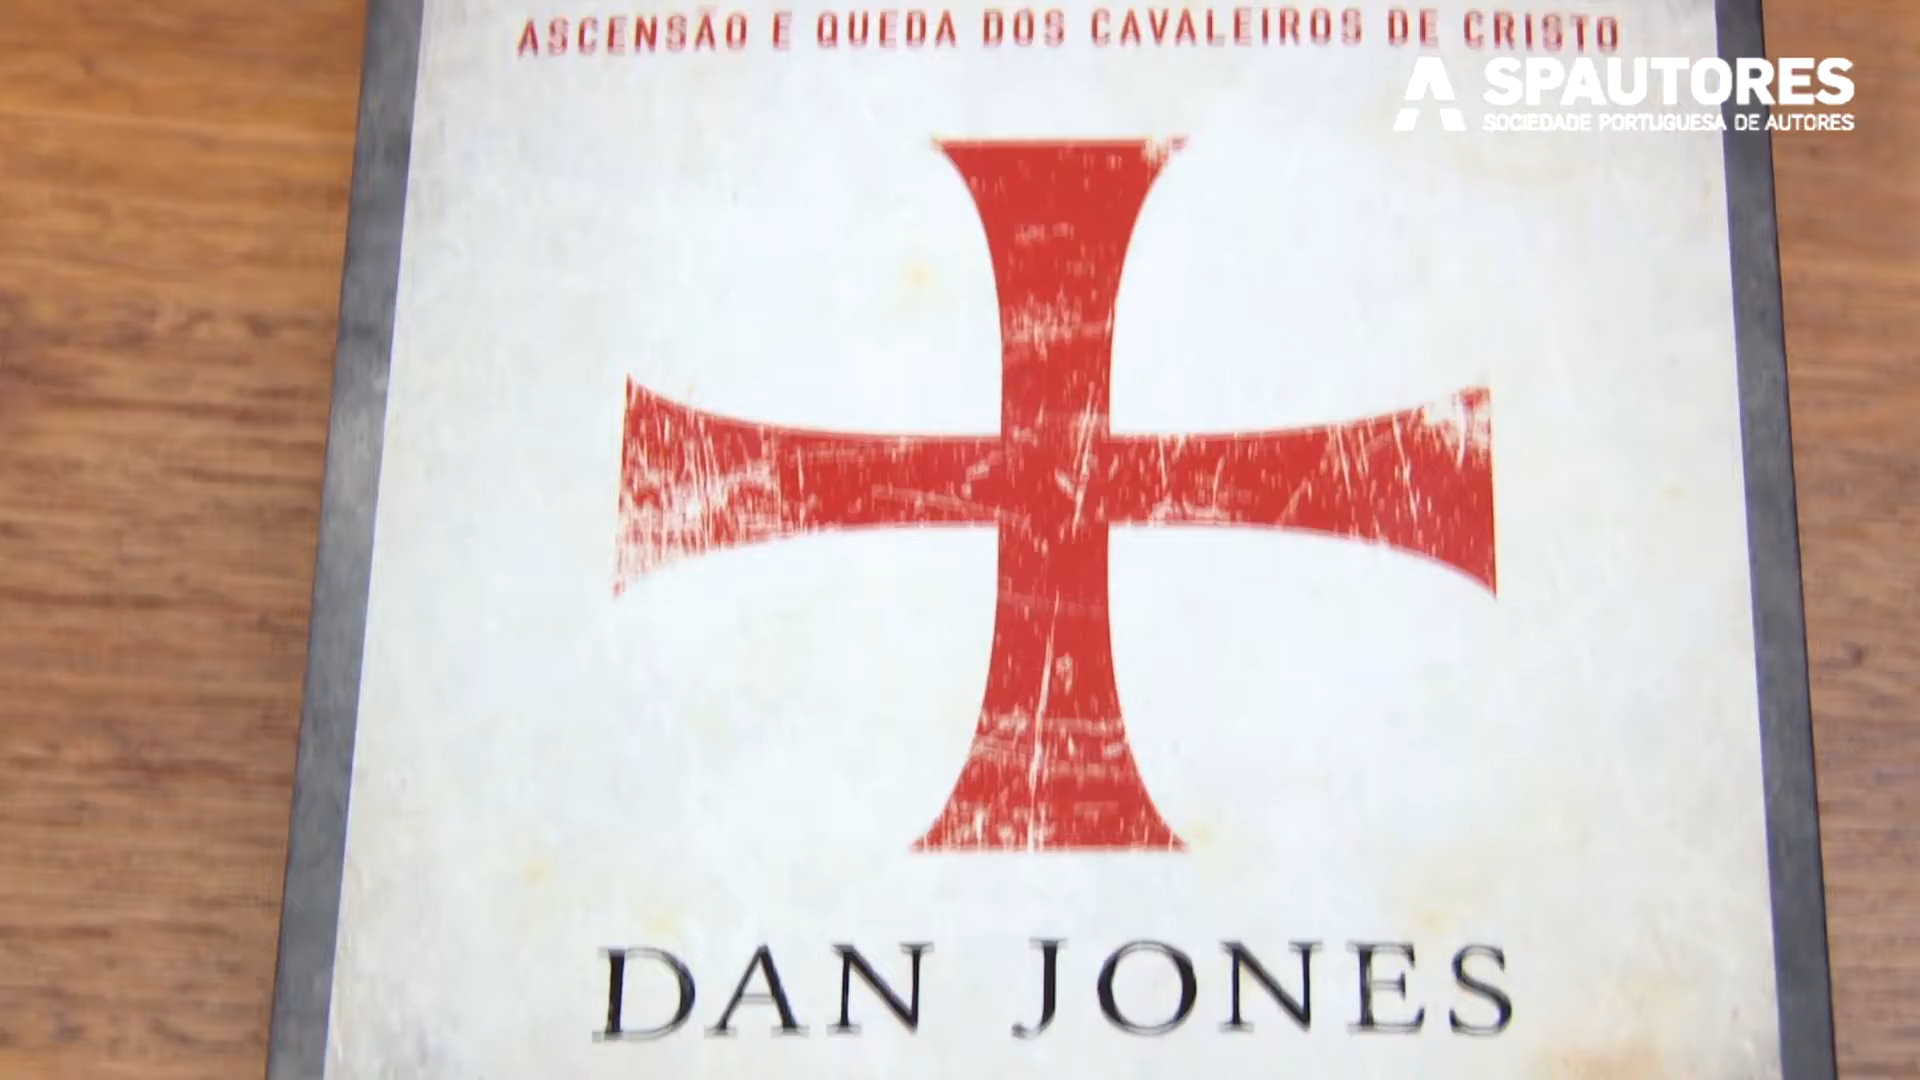 ASCENSÃO E QUEDA DOS CAVALEIROS DE CRISTO
SPAUTORES
SOCIEDADE PORTUGUESA DE AUTORES
DAN JONES